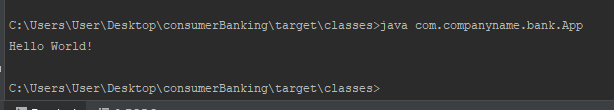 C:\Users\User\Desktop\consumerBanking\target\classes>java com.companyname.bank.App
Hello World!
C:\Users\User\Desktop\consumerBanking\target\classes>